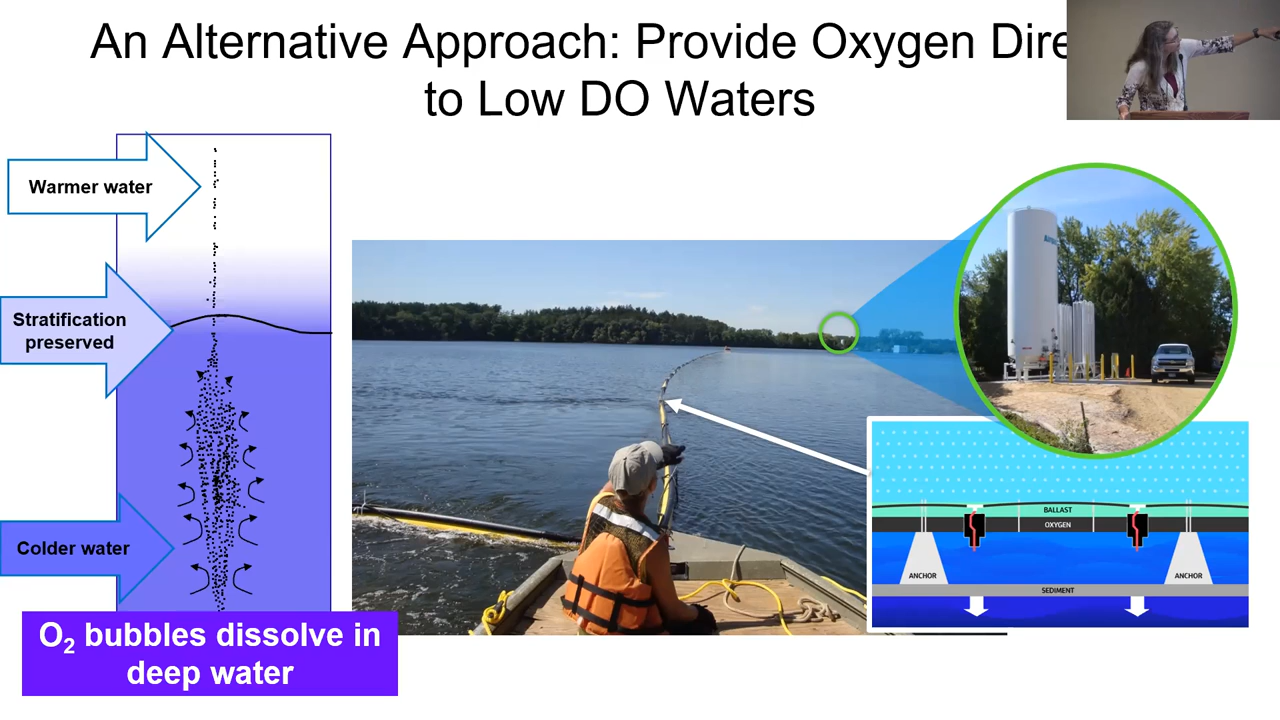 An Alternative Approach: Provide Oxygen Dire
to Low DO Waters
Warmer water
Stratification
preserved
Colder water
O₂ bubbles dissolve in
deep water
BALLAST
OXYGEN
ANCHOR
ANCHOR
SEDIMENT